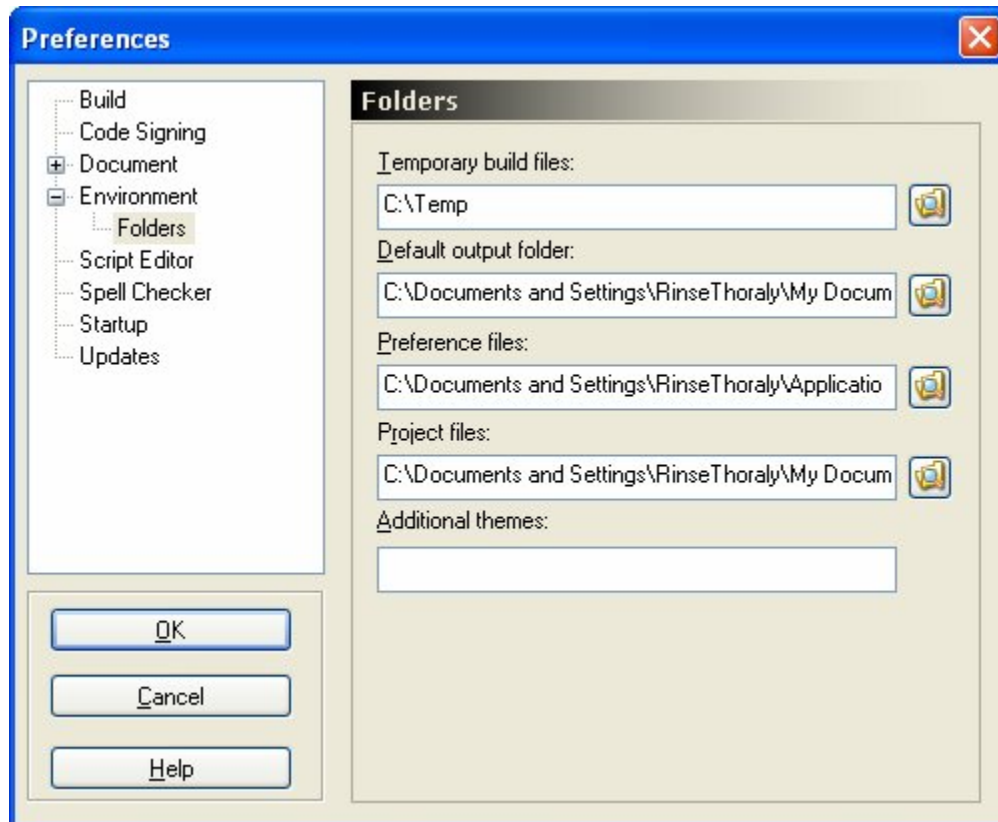 Preferences
Build
Code Signing
Document
Environment
Folders
Script Editor
Spell Checker
Startup
Updates
OK
Cancel
Help
Folders
Temporary build files:
C:\Temp
Default output folder:
C:\Documents and Settings\RinseThoraly\My Docum
Preference files:
C:\Documents and Settings\RinseThoraly\Applicatio
Project files:
C:\Documents and Settings\RinseThoraly\My Docum
Additional themes: